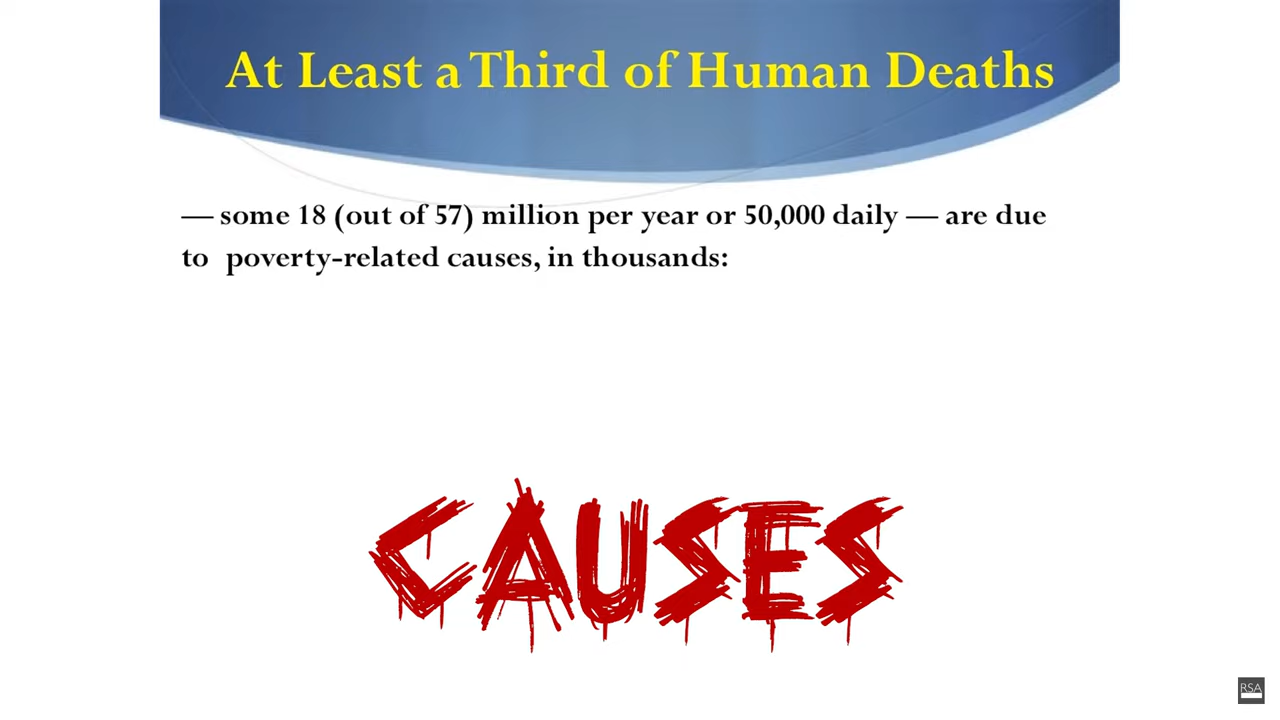 At Least a Third of Human Deaths
— some 18 (out of 57) million per year or 50,000 daily — are due
to poverty-related causes, in thousands:
CAUSES
RSA